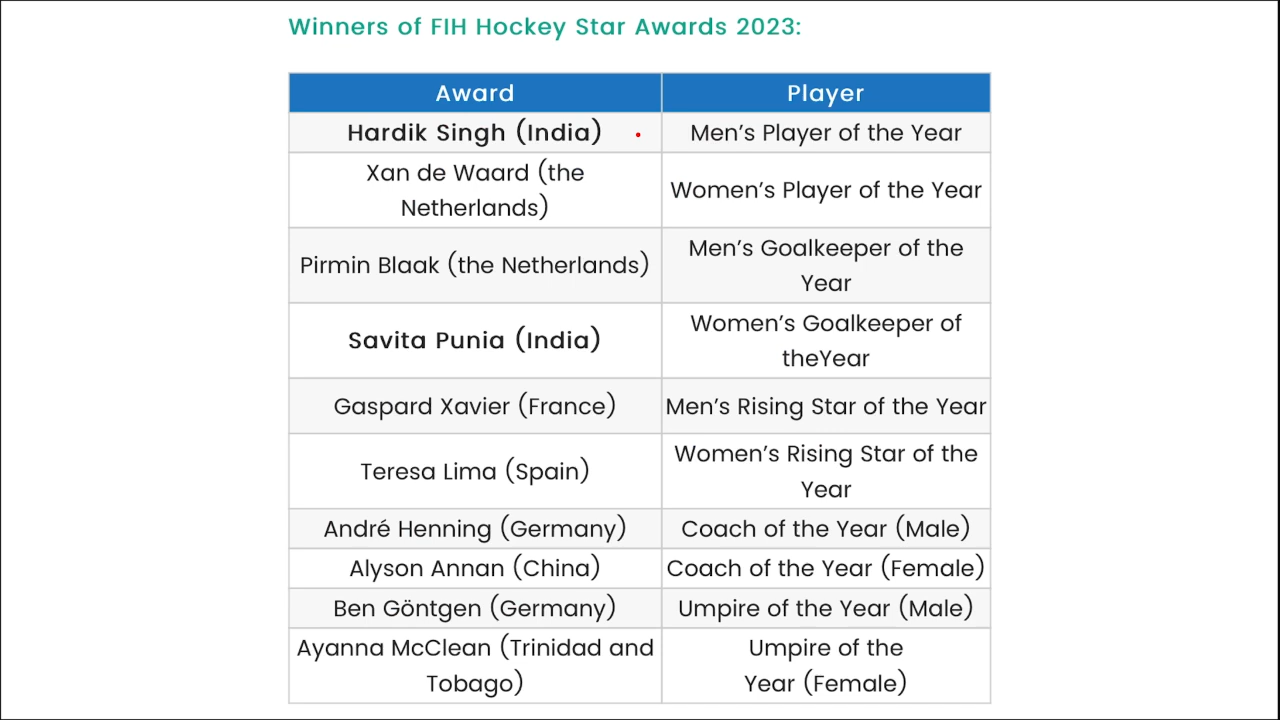 Winners of FIH Hockey Star Awards 2023:
Award Player
Hardik Singh (India) Men’s Player of the Year
Xan de Waard (the
Netherlands)
Women’s Player of the Year
Pirmin Blaak (the Netherlands)
Men’s Goalkeeper of the
Year
Savita Punia (India)
Women’s Goalkeeper of
theYear
Gaspard Xavier (France) Men’s Rising Star of the Year
Teresa Lima (Spain)
Women’s Rising Star of the
Year
André Henning (Germany) Coach of the Year (Male)
Alyson Annan (China) Coach of the Year (Female)
Ben Göntgen (Germany) Umpire of the Year (Male)
Ayanna McClean (Trinidad and
Tobago)
Umpire of the
Year (Female)